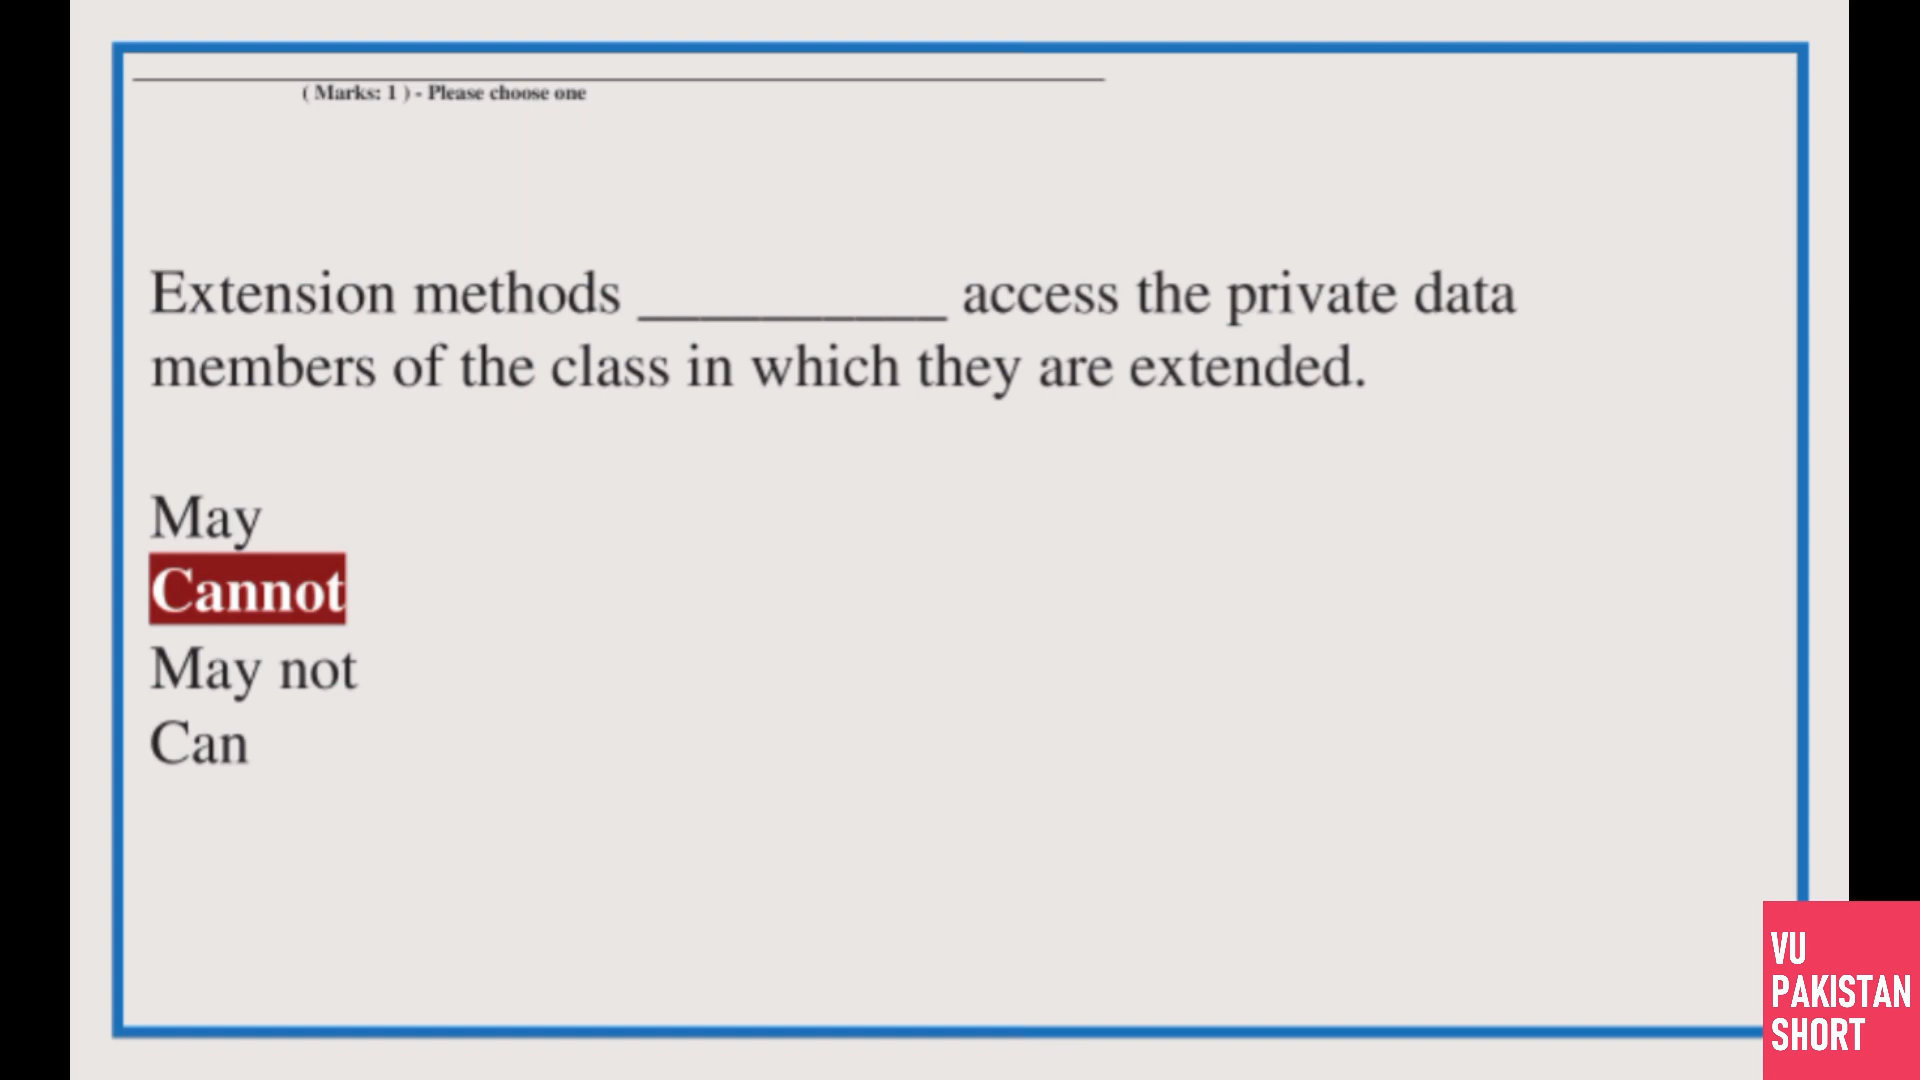 ( Marks: 1 ) - Please choose one
Extension methods __________ access the private data
members of the class in which they are extended.
May
Cannot
May not
Can
VU
PAKISTAN
SHORT